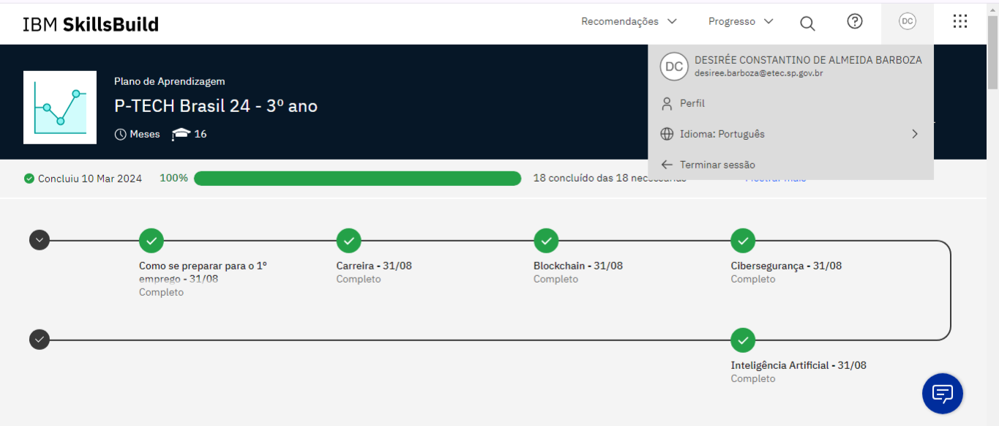 IBM SkillsBuild
Recomendações
Progresso
DC
DC
DESIRÉE CONSTANTINO DE ALMEIDA BARBOZA
desiree.barboza@etec.sp.gov.br
Perfil
Idioma: Português
Terminar sessão
Plano de Aprendizagem
P-TECH Brasil 24 - 3º ano
Meses 16
Concluiu 10 Mar 2024 100% 18 concluído das 18 necessárias Mostrar mais
Como se preparar para o 1º
emprego - 31/08
Completo
Carreira - 31/08
Completo
Blockchain - 31/08
Completo
Cibersegurança - 31/08
Completo
Inteligência Artificial - 31/08
Completo